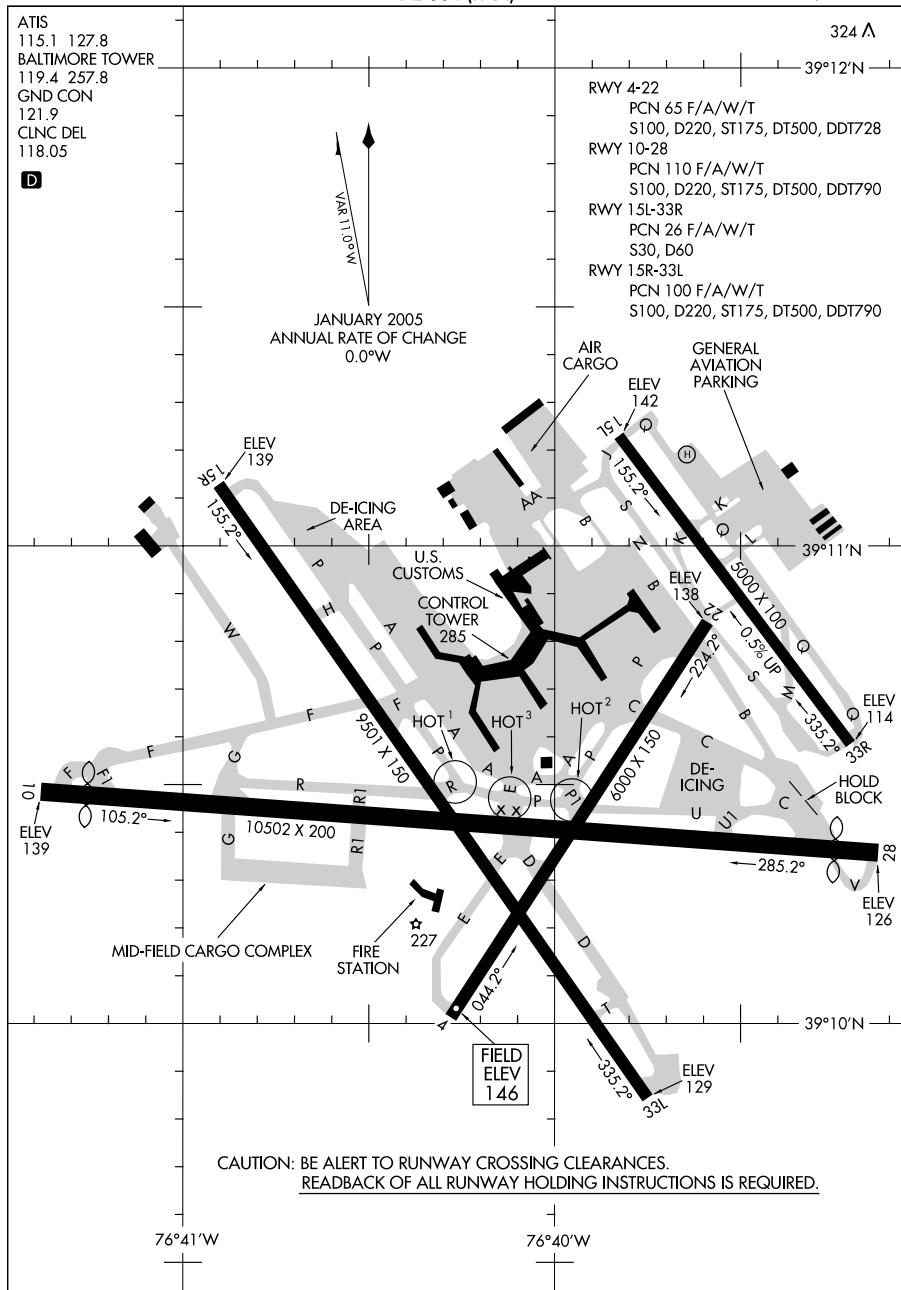 ATIS
115.1 127.8
BALTIMORE TOWER
119.4 257.8
GND CON
121.9
CLNC DEL
118.05
D
324
39°12'N
RWY 4-22
PCN 65 F/A/W/T
S100, D220, ST175, DT500, DDT728
RWY 10-28
PCN 110 F/A/W/T
S100, D220, ST175, DT500, DDT790
RWY 15L-33R
PCN 26 F/A/W/T
S30, D60
RWY 15R-33L
PCN 100 F/A/W/T
S100, D220, ST175, DT500, DDT790
VAR 11.0°W
JANUARY 2005
ANNUAL RATE OF CHANGE
0.0°W
AIR
CARGO
GENERAL
AVIATION
PARKING
ELEV
142
15L
J
Q
H
155.2°
ELEV
139
15R
155.2°
DE-ICING
AREA
AA
B
S
N
K
K
Q
L
39°11'N
5000 X 100
U.S.
CUSTOMS
CONTROL
TOWER
285
ELEV
138
22
224.2°
0.5% UP
P
H
A
P
W
B
K
S
Q
M
Q
335.2°
33R
ELEV
114
F
F
F
A
P
P
C
C
B
9501 X 150
HOT 1
HOT 3
HOT 2
6000 X 150
DE-
ICING
HOLD
BLOCK
F
F1
G
R
R1
R
A
E
A
P
A
P
P1
X X
U
U1
C
10
ELEV
139
105.2°
10502 X 200
G
R1
285.2°
28
V
ELEV
126
E
D
E
D
T
MID-FIELD CARGO COMPLEX
FIRE
STATION
227
044.2°
4
39°10'N
FIELD
ELEV
146
335.2°
33L
ELEV
129
CAUTION: BE ALERT TO RUNWAY CROSSING CLEARANCES.
READBACK OF ALL RUNWAY HOLDING INSTRUCTIONS IS REQUIRED.
76°41'W
76°40'W